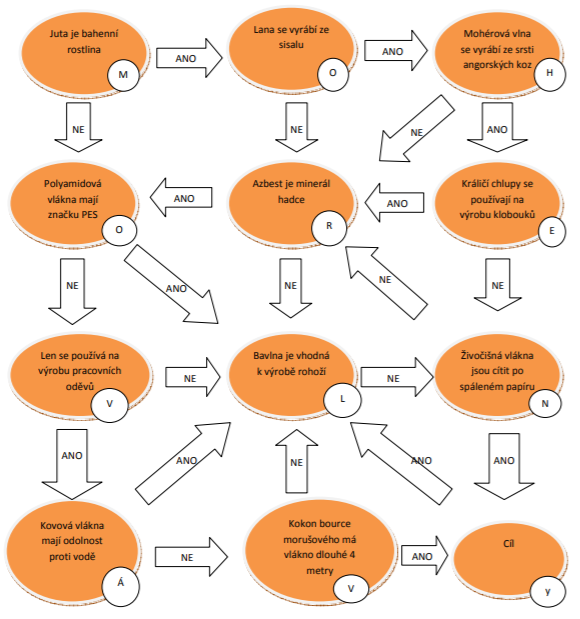 Juta je bahenní
rostlina
M
ANO
Lana se vyrábí ze
sisalu
O
ANO
Mohérová vlna
se vyrábí ze srsti
angorských koz
H
NE
NE
NE
ANO
Polyamidová
vlákna mají
značku PES
O
ANO
Azbest je minerál
hadce
R
ANO
Králičí chlupy se
používají na
výrobu klobouků
E
NE
ANO
NE
NE
NE
Len se používá na
výrobu pracovních
oděvů
V
NE
Bavlna je vhodná
k výrobě rohoží
L
NE
Živočišná vlákna
jsou cítit po
spáleném papíru
N
ANO
ANO
NE
ANO
ANO
Kovová vlákna
mají odolnost
proti vodě
Á
NE
Kokon bource
morušového má
vlákno dlouhé 4
metry
V
ANO
Cíl
y